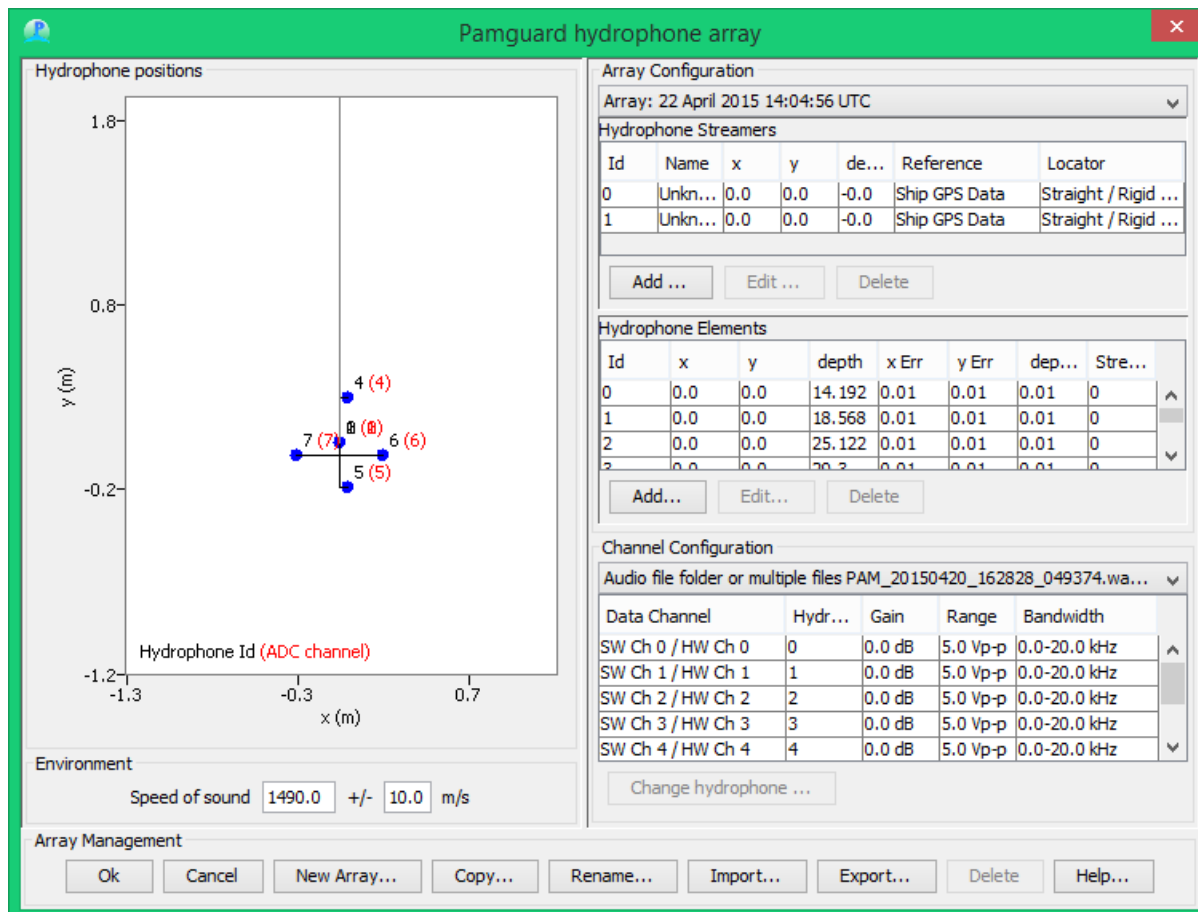 Pamguard hydrophone array
Hydrophone positions
1.8
0.8
-0.2
-1.2
y (m)
4 (4)
7 (7)
6 (6)
5 (5)
Hydrophone Id (ADC channel)
-1.3 -0.3 0.7
x (m)
Environment
Speed of sound 1490.0 +/- 10.0 m/s
Array Configuration
Array: 22 April 2015 14:04:56 UTC
Hydrophone Streamers
Id Name x y de... Reference Locator
0 Unkn... 0.0 0.0 -0.0 Ship GPS Data Straight / Rigid ...
1 Unkn... 0.0 0.0 -0.0 Ship GPS Data Straight / Rigid ...
Add ... Edit ... Delete
Hydrophone Elements
Id x y depth x Err y Err dep... Stre...
0 0.0 0.0 14.192 0.01 0.01 0.01 0
1 0.0 0.0 18.568 0.01 0.01 0.01 0
2 0.0 0.0 25.122 0.01 0.01 0.01 0
0.0 0.0 0.01 0.01 0.01 0
Add... Edit... Delete
Channel Configuration
Audio file folder or multiple files PAM_20150420_162828_049374.wa...
Data Channel Hydr... Gain Range Bandwidth
SW Ch 0 / HW Ch 0 0 0.0 dB 5.0 Vp-p 0.0-20.0 kHz
SW Ch 1 / HW Ch 1 1 0.0 dB 5.0 Vp-p 0.0-20.0 kHz
SW Ch 2 / HW Ch 2 2 0.0 dB 5.0 Vp-p 0.0-20.0 kHz
SW Ch 3 / HW Ch 3 3 0.0 dB 5.0 Vp-p 0.0-20.0 kHz
SW Ch 4 / HW Ch 4 4 0.0 dB 5.0 Vp-p 0.0-20.0 kHz
Change hydrophone ...
Array Management
Ok Cancel New Array... Copy... Rename... Import... Export... Delete Help...